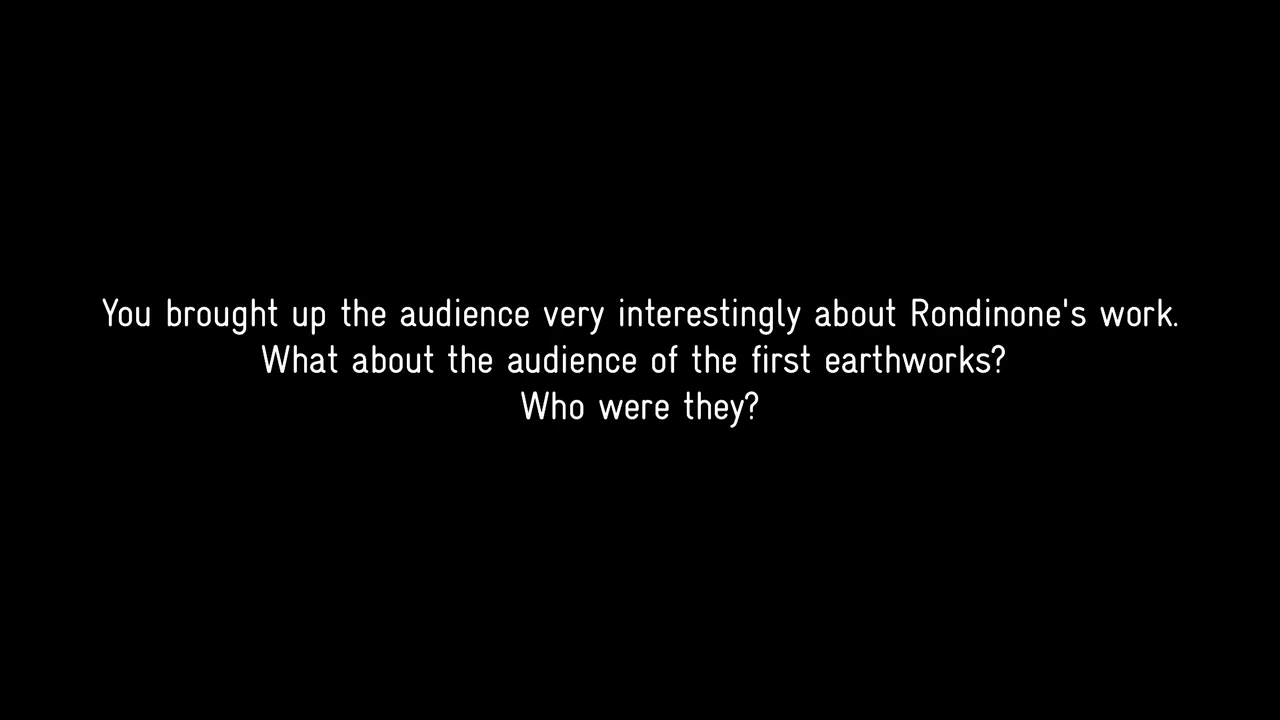 You brought up the audience very interestingly about Rondinone's work.
What about the audience of the first earthworks?
Who were they?